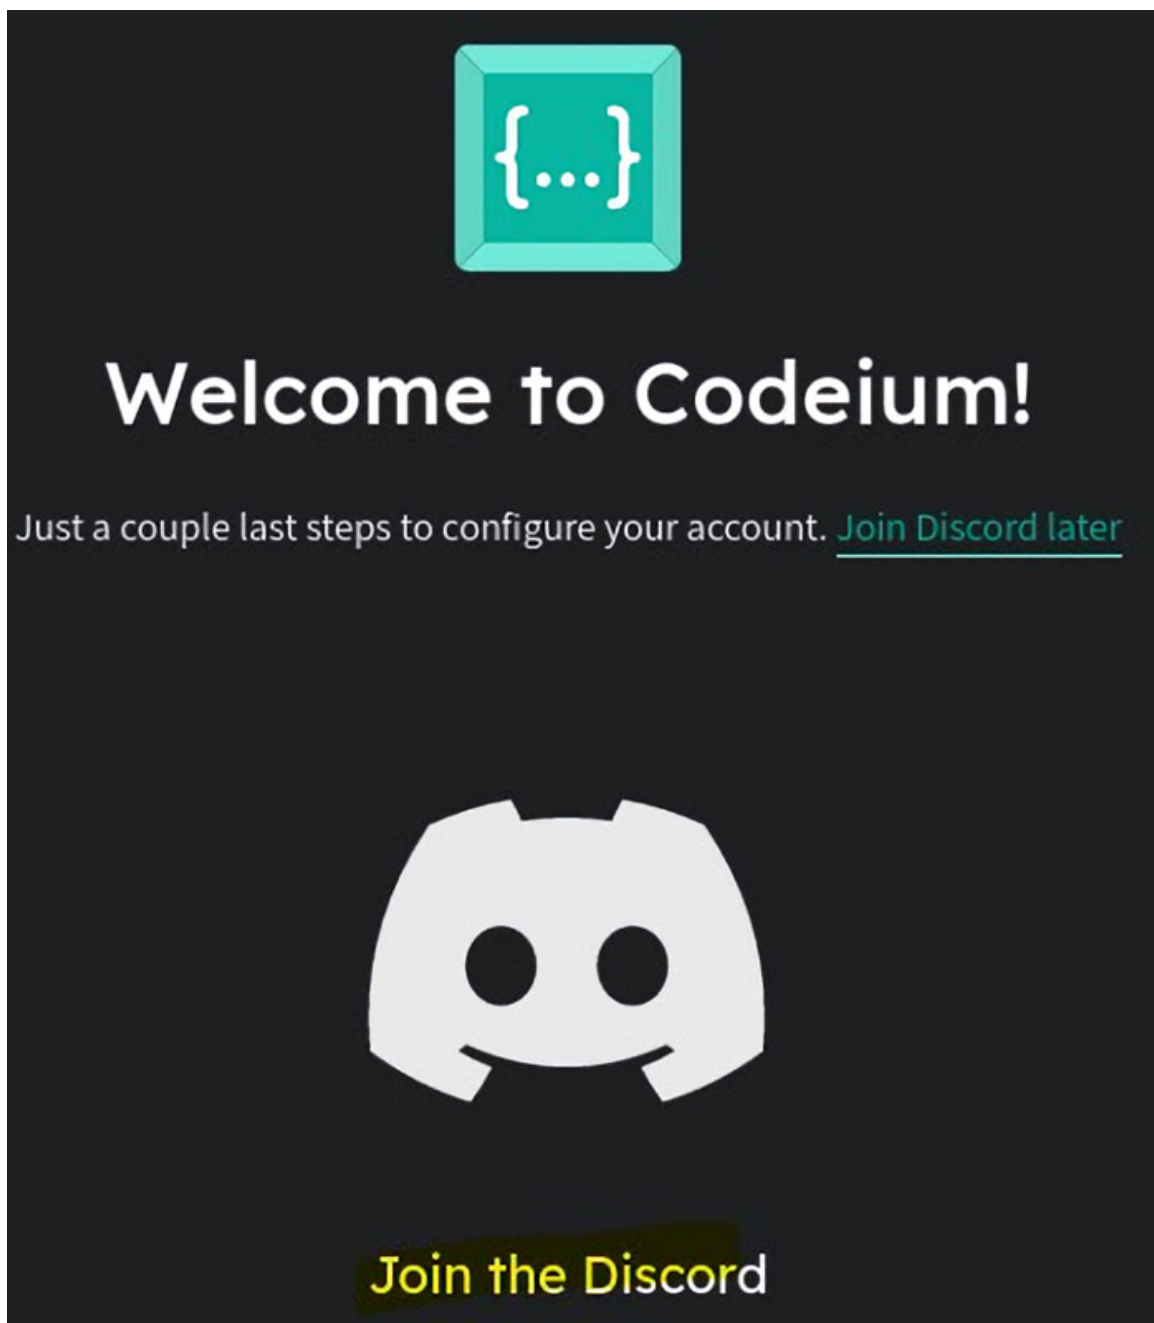 {...}
Welcome to Codeium!
Just a couple last steps to configure your account. Join Discord later
Join the Discord